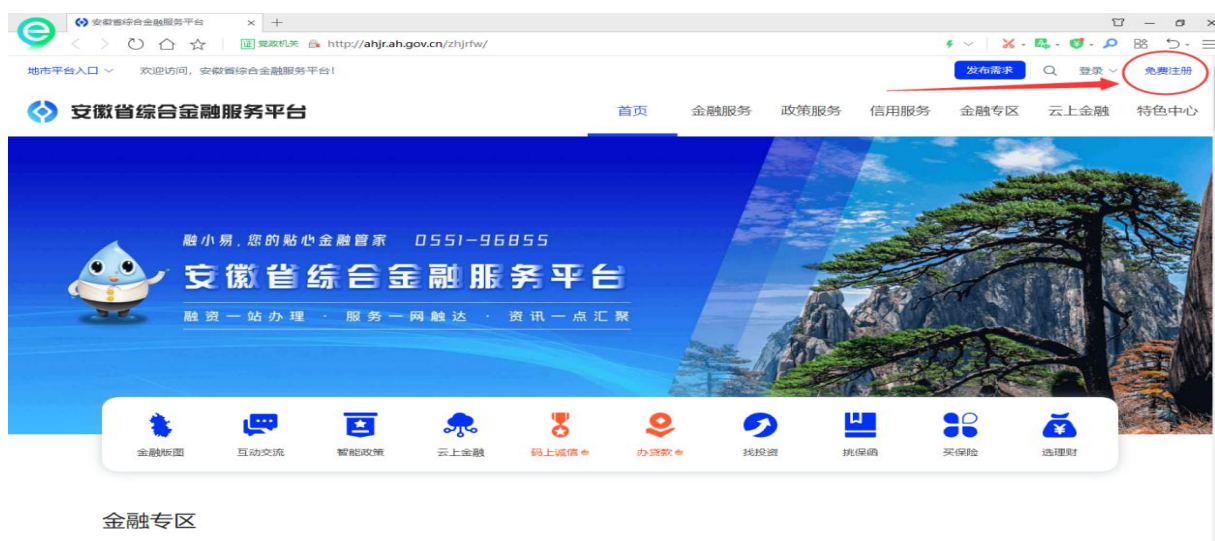 安徽省综合金融服务平台
证 党政机关 http://ahjr.ah.gov.cn/zhjrfw/
地市平台入口 欢迎访问，安徽省综合金融服务平台！ 发布需求 登录 免费注册
安徽省综合金融服务平台 首页 金融服务 政策服务 信用服务 金融专区 云上金融 特色中心
融小易，您的贴心金融管家 0551-96855
安徽省综合金融服务平台
融资一站办理 · 服务一网触达 · 资讯一点汇聚
金融版图 互动交流 智能政策 云上金融 码上诚信 办贷款 找投资 挑保函 买保险 选理财
金融专区